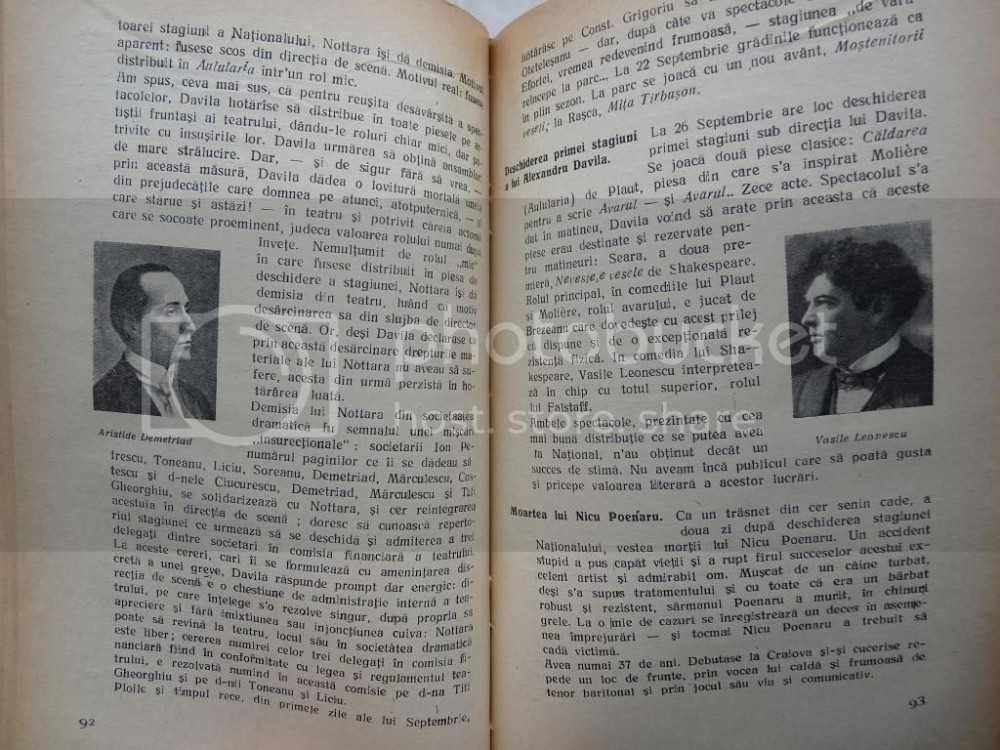 toarei stagiuni a Naționalului, Nottara își dă demisia. Motivul
aparent: fusese scos din direcția de scenă. Motivul real: fusese
distribuit în Aulularia într'un rol mic.
Am spus, ceva mai sus, că pentru reușita desăvârșită a spec-
tacolelor, Davila hotărîse să distribue în toate piesele pe ar-
tiștii fruntași ai teatrului, dându-le roluri chiar mici, dar po-
trivite cu însușirile lor. Davila urmărea să obțină ansambluri
de mare strălucire. Dar, — și de sigur fără să vrea, —
prin această măsură, Davila dădea o lovitură mortală uneia
din prejudecățile care domnea pe atunci, atotputernică, — și
care stărue și astăzi! — în teatru și potrivit căreia actorul
care se socoate proeminent, judeca valoarea rolului numai după
învețe. Nemulțumit de rolul „mic"
în care fusese distribuit în piesa de
deschidere a stagiunei, Nottara își dă
demisia din teatru, luând ca motiv
desărcinarea sa din slujba de director
de scenă. Or, deși Davila declarase că
prin această desărcinare drepturile ma-
teriale ale lui Nottara nu aveau să su-
fere, acesta din urmă perzistă în ho-
tărârea luată.
Demisia lui Nottara din societatea
dramatică fu semnalul unei mișcări
„insurecționale": societarii Ion Pe-
numărul paginilor ce îi se dădeau să
Aristide Demetriad
trescu, Toneanu, Liciu, Soreanu, Demetriad, Mărculescu, Cos-
tescu și d-nele Ciucurescu, Demetriad, Mărculescu și Titi
Gheorghiu, se solidarizează cu Nottara, și cer reintegrarea
acestuia în direcția de scenă; doresc să cunoască reperto-
riul stagiunei ce urmează să se deschidă și admiterea a trei
delegați dintre societari în comisia financiară a teatrului.
La aceste cereri, cari îi se formulează cu amenințarea dis-
creta a unei greve, Davila răspunde prompt dar energic: di-
recția de scenă e o chestiune de administrație internă a tea-
trului, pe care înțelege s'o rezolve singur, după propria sa
apreciere și fără amixtiunea sau injoncțiunea cuiva: Nottara
poate să revină la teatru, locul său în societatea dramatică
este liber; cererea numirei celor trei delegați în comisia fi-
nanciară fiind în conformitate cu legea și regulamentul tea-
trului, e rezolvată numind în această comisie pe d-na Titi
Gheorghiu și pe d-nii Toneanu și Liciu.
Ploile și timpul rece, din primele zile ale lui Septembrie,
92
hotărăsc pe Const. Grigoriu să
Oteteleșanu — dar, după câte va spectacole
Eforiei, vremea redevenind frumoasă, — stagiunea „de vară"
reîncepe la parc... La 22 Septembrie grădinile funcționează ca
în plin sezon. La parc se joacă cu un nou avânt, Moștenitorii
veseli; la Rașca, Mița Tirbușon.
Deschiderea primei stagiuni
a lui Alexandru Davila.
La 26 Septembrie are loc deschiderea
primei stagiuni sub direcția lui Davila.
Se joacă două piese clasice: Căldarea
(Aulularia) de Plaut, piesa din care s'a inspirat Molière
pentru a scrie Avarul — și Avarul.. Zece acte. Spectacolul s'a
dat în matineu, Davila voind să arate prin aceasta că aceste
piese erau destinate și rezervate pen-
tru matineuri: Seara, a doua pre-
mieră, Nevestele vesele de Shakespeare.
Rolul principal, în comediile lui Plaut
și Molière, rolul avarului, e jucat de
Brezeanu care dovedește cu acest prilej
că dispune și de o excepțională re-
zistență fizică. In comedia lui Sha-
kespeare, Vasile Leonescu interpretea-
ză în chip cu totul superior, rolul
lui Falstaff.
Ambele spectacole, prezintate cu cea
mai bună distribuție ce se putea avea
la Național, n'au obținut decât un
Vasile Leonescu
succes de stimă. Nu aveam încă publicul care să poată gusta
și pricepe valoarea literară a acestor lucrări.
Moartea lui Nicu Poenaru. Ca un trăsnet din cer senin cade, a
doua zi după deschiderea stagiunei
Naționalului, vestea morții lui Nicu Poenaru. Un accident
stupid a pus capăt vieții și a rupt firul succeselor acestui ex-
celent artist și admirabil om. Mușcat de un câine turbat,
deși s'a supus tratamentului și cu toate că era un bărbat
robust și rezistent, sărmanul Poenaru a murit, în chinuri
grele. La o mie de cazuri se înregistrează un deces în aseme-
nea împrejurări — și tocmai Nicu Poenaru a trebuit să
cadă victimă.
Avea numai 37 de ani. Debutase la Craiova și-și cucerise re-
pede un loc de frunte, prin vocea lui caldă și frumoasă de
tenor baritonal și prin jocul său viu și comunicativ.
93
photobucket
host. store. share